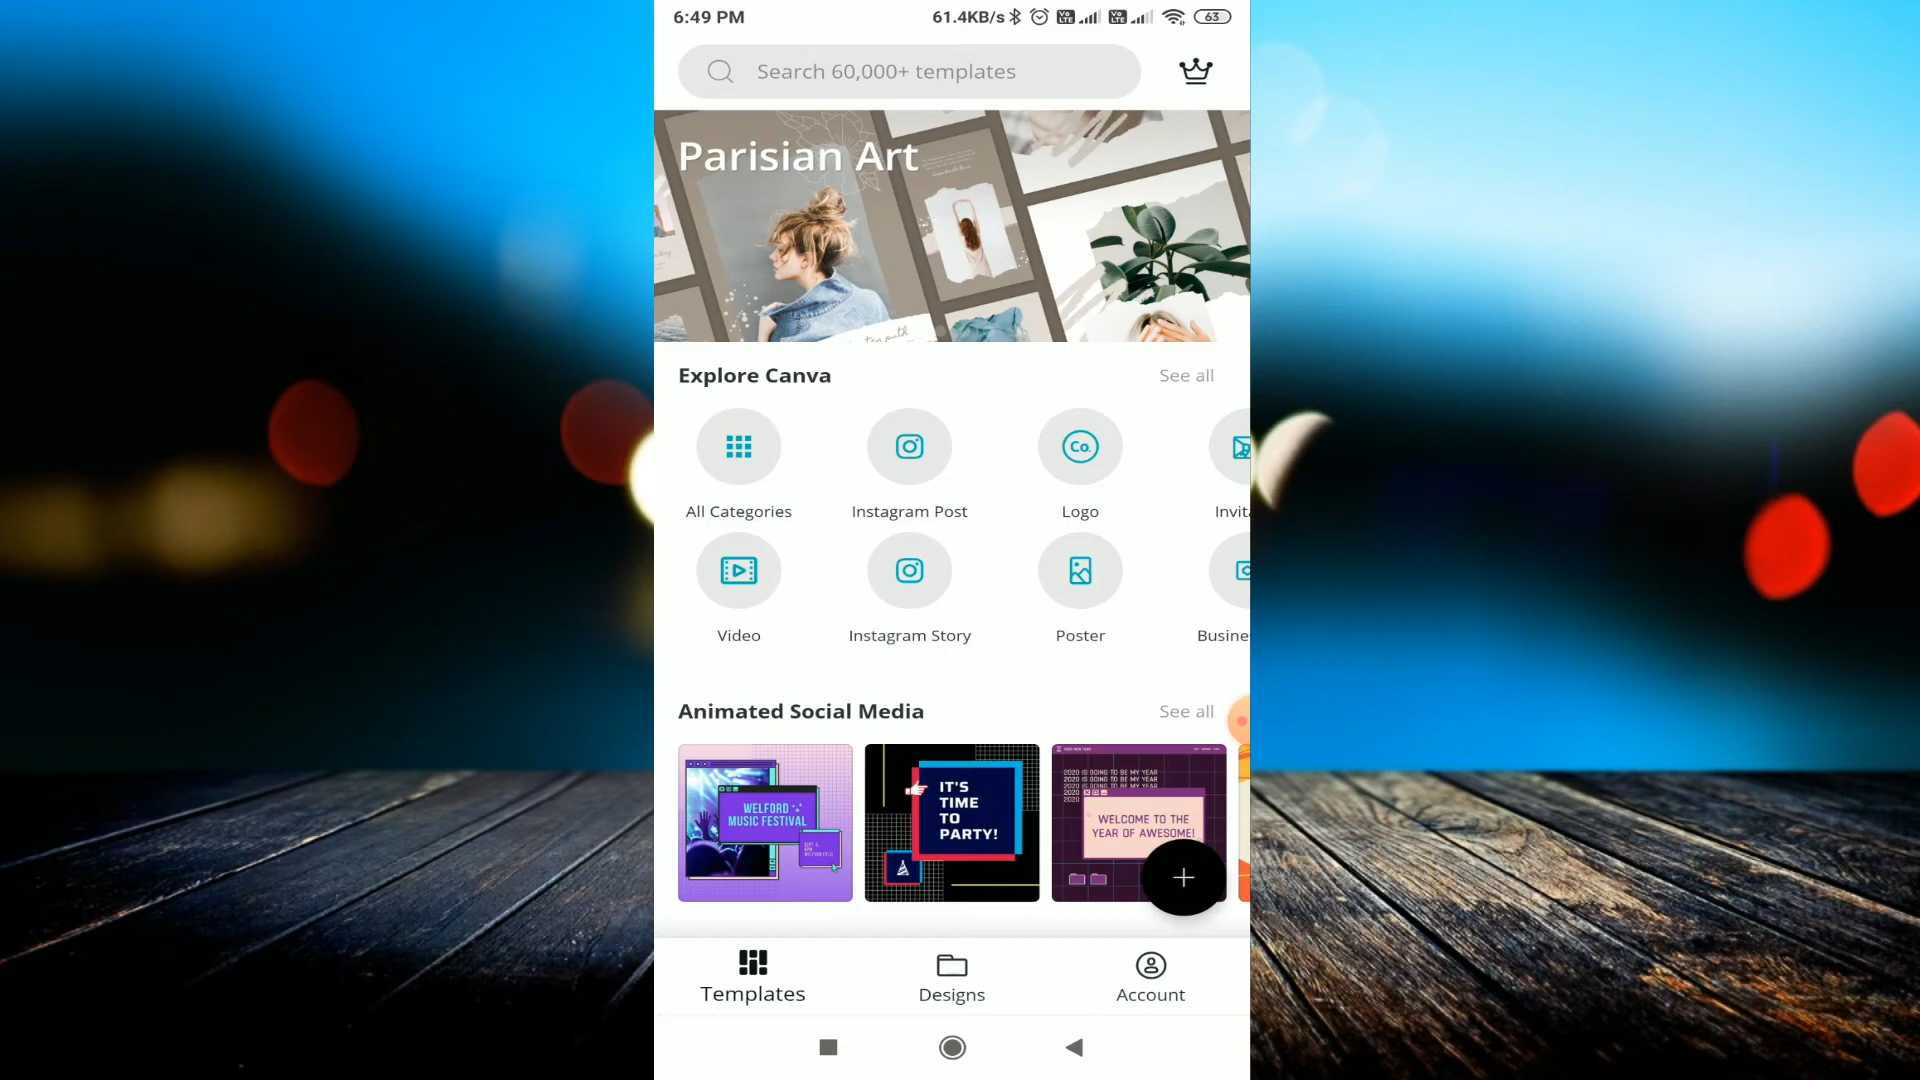 6:49 PM
61.4KB/s
63
Search 60,000+ templates
Parisian Art
Explore Canva
See all
All Categories
Instagram Post
Logo
Invita
Video
Instagram Story
Poster
Busine
Animated Social Media
See all
WELFORD
MUSIC FESTIVAL
IT'S
TIME
TO
PARTY!
2020 IS GOING TO BE MY YEAR
2020 IS GOING TO BE MY YEAR
2020
2020
WELCOME TO THE
YEAR OF AWESOME!
Templates
Designs
Account